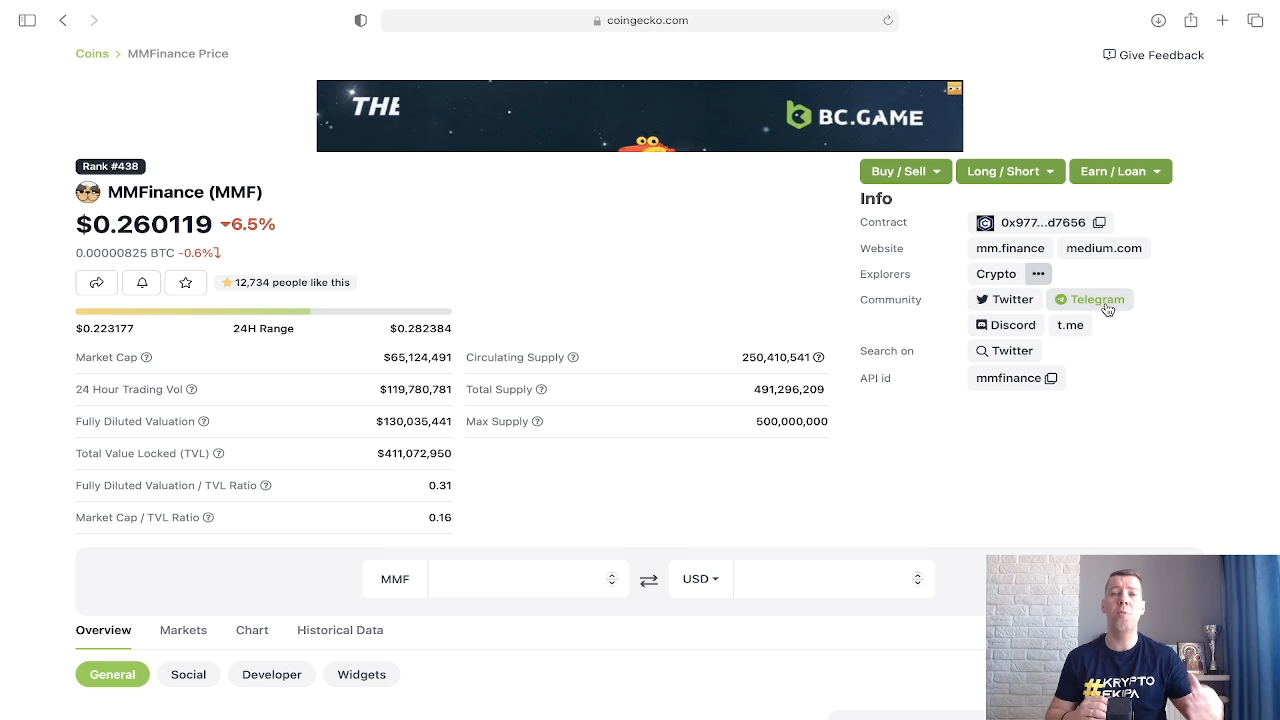 coingecko.com
Coins > MMFinance Price
Give Feedback
THE
BC.GAME
Rank #438
MMFinance (MMF)
$0.260119 6.5%
0.00000825 BTC -0.6%
12,734 people like this
$0.223177 24H Range $0.282384
Market Cap $65,124,491
24 Hour Trading Vol $119,780,781
Fully Diluted Valuation $130,035,441
Total Value Locked (TVL) $411,072,950
Fully Diluted Valuation / TVL Ratio 0.31
Market Cap / TVL Ratio 0.16
Circulating Supply 250,410,541
Total Supply 491,296,209
Max Supply 500,000,000
Buy / Sell Long / Short Earn / Loan
Info
Contract 0x977...d7656
Website mm.finance medium.com
Explorers Crypto •••
Community Twitter Telegram
Discord t.me
Search on Twitter
API id mmfinance
MMF USD
Overview Markets Chart Historical Data
General Social Developer Widgets
#KRYPTO
EKIPA